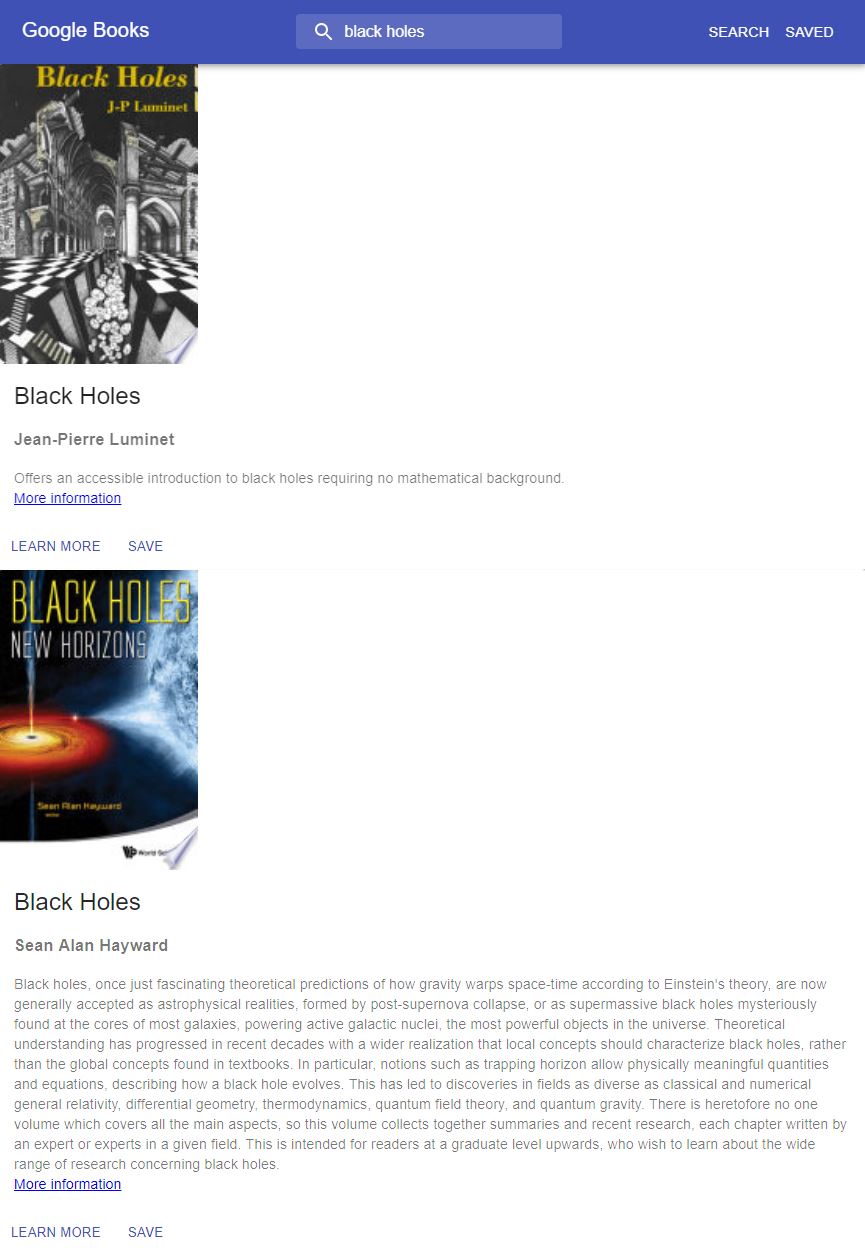 Google Books
black holes
SEARCH SAVED
Black Holes
J-P Luminet
Black Holes
Jean-Pierre Luminet
Offers an accessible introduction to black holes requiring no mathematical background.
More information
LEARN MORE SAVE
BLACK HOLES
NEW HORIZONS
Sean Alan Hayward
editor
World Sc
Black Holes
Sean Alan Hayward
Black holes, once just fascinating theoretical predictions of how gravity warps space-time according to Einstein's theory, are now
generally accepted as astrophysical realities, formed by post-supernova collapse, or as supermassive black holes mysteriously
found at the cores of most galaxies, powering active galactic nuclei, the most powerful objects in the universe. Theoretical
understanding has progressed in recent decades with a wider realization that local concepts should characterize black holes, rather
than the global concepts found in textbooks. In particular, notions such as trapping horizon allow physically meaningful quantities
and equations, describing how a black hole evolves. This has led to discoveries in fields as diverse as classical and numerical
general relativity, differential geometry, thermodynamics, quantum field theory, and quantum gravity. There is heretofore no one
volume which covers all the main aspects, so this volume collects together summaries and recent research, each chapter written by
an expert or experts in a given field. This is intended for readers at a graduate level upwards, who wish to learn about the wide
range of research concerning black holes.
More information
LEARN MORE SAVE